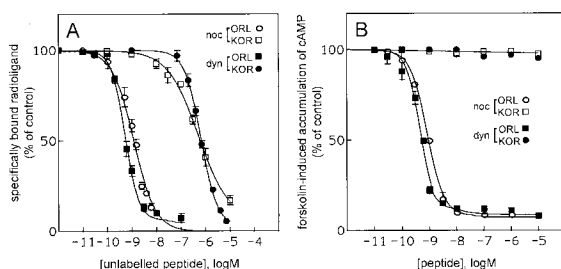 A
noc ORL
KOR
dyn ORL
KOR
100
50
0
specifically bound radioligand
(% of control)
-11 -10 -9 -8 -7 -6 -5 -4
[unlabelled peptide], logM
B
noc ORL
KOR
dyn ORL
KOR
100
50
0
forskolin-induced accumulation of cAMP
(% of control)
-11 -10 -9 -8 -7 -6 -5
[peptide], logM